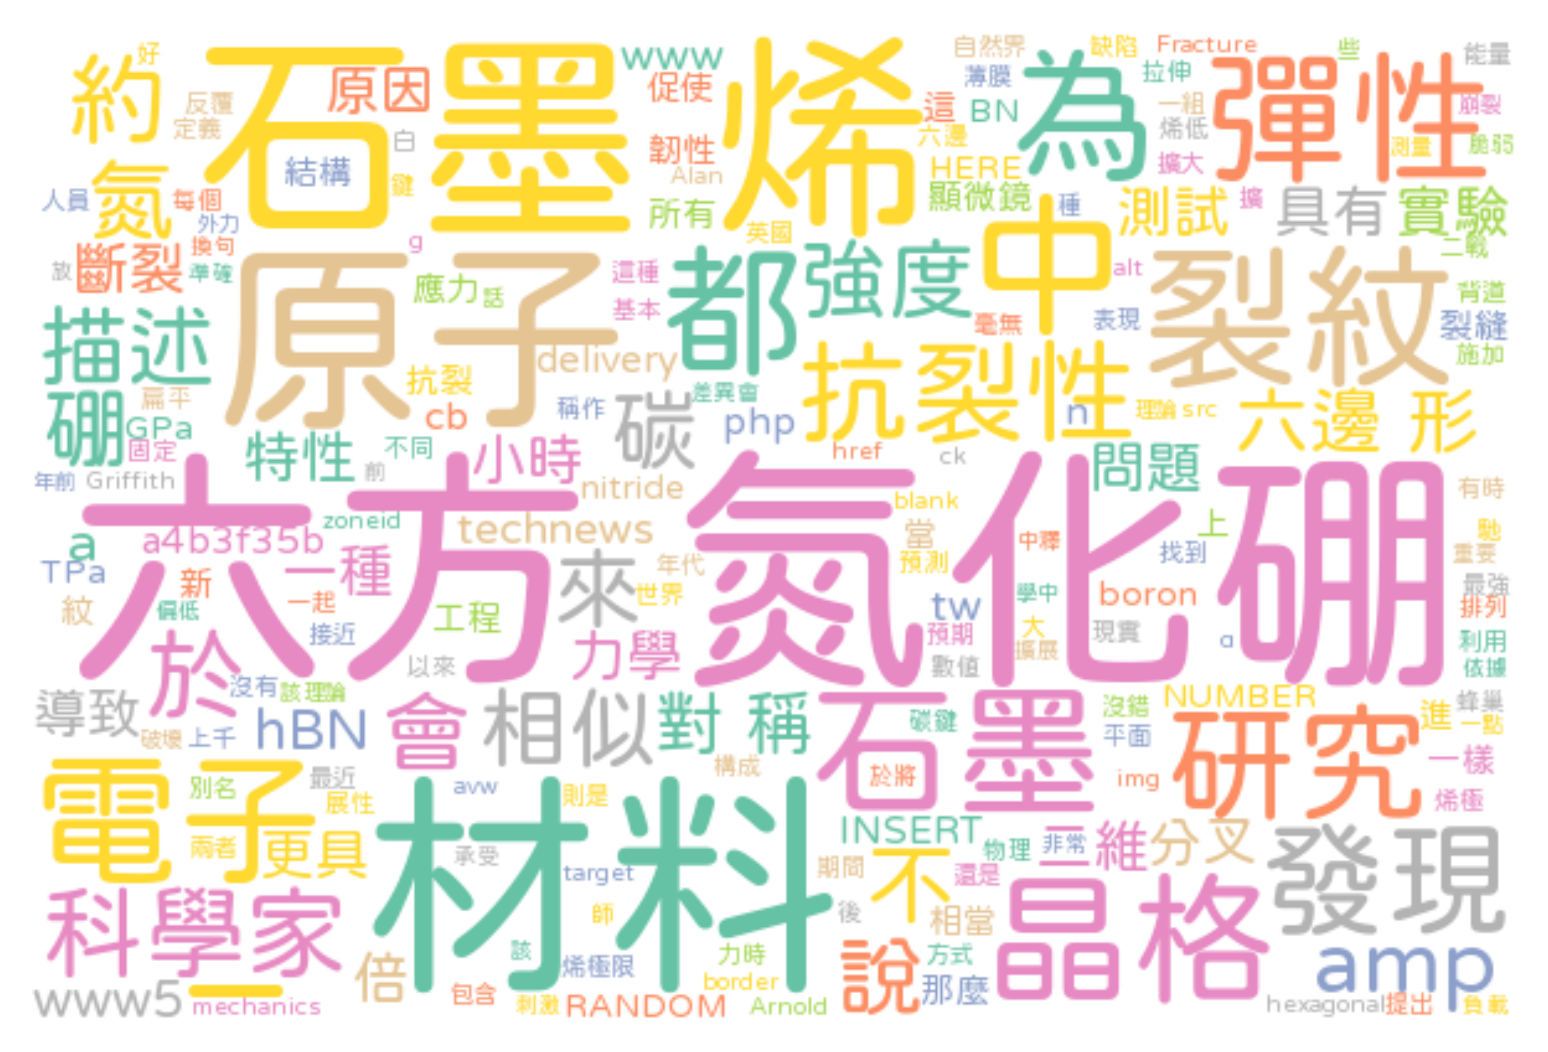 好
約
反覆
定義
石墨烯
原因
白
結構
鍵
www
促使
韌性
Alan
所有
英國
自然界
缺陷
Fracture
些
能量
薄膜
拉伸
這
BN
為
一組
烯低
彈性
崩裂
測量
脆弱
六邊
HERE
擴大
顯微鏡
種
測試
擴
具有
實驗
二戰
人員
氮
每個
外力
換句
放
斷裂
準確
g
應力
話
這種
基本
原子
都
強度
中
alt
毫無
表現
裂紋
背道
裂縫
施加
描述
delivery
抗裂
扁平
硼
GPa
固定
cb
稱作
差異會
碳
php
抗裂性
n
理論
src
六邊 形
特性
不同
前
小時
href
ck
問題
年前
Griffith
nitride
blank
有時
六方氮化硼
zoneid
technews
當
上
馳
a
a4b3f35b
中釋
找到
重要
TPa
新
一種
來
年代
預測
最強
紋
一起
偏低
世界
學中
boron
排列
工程
tw
接近
力學
預期
大
擴展
現實
a
利用
依據
於
以來
數值
沒有
該理論
導致
破壞
上千
hBN
會
相似
對 稱
石墨
碳鍵
沒錯
平面
NUMBER
研究
進
蜂巢
一點
一樣
電子
別名
最近
展性
兩者
更具
構成
avw
則是
於將
img
烯極
材料
承受
target
INSERT
期間
不
物理
非常
二維
還是
分叉
發現
科學家
師
後
相當
晶格
倍
該
烯極限
力時
border
說
方式
那麼
amp
www5
一
mechanics
包含
刺激
RANDOM
Arnold
hexagonal
提出
負載